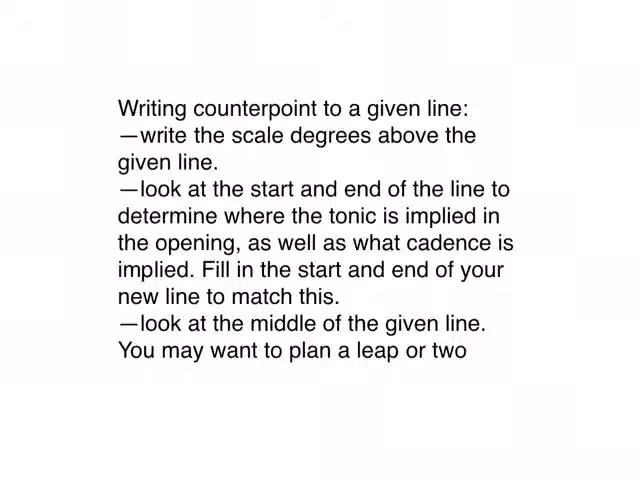 Writing counterpoint to a given line:
—write the scale degrees above the
given line.
—look at the start and end of the line to
determine where the tonic is implied in
the opening, as well as what cadence is
implied. Fill in the start and end of your
new line to match this.
—look at the middle of the given line.
You may want to plan a leap or two